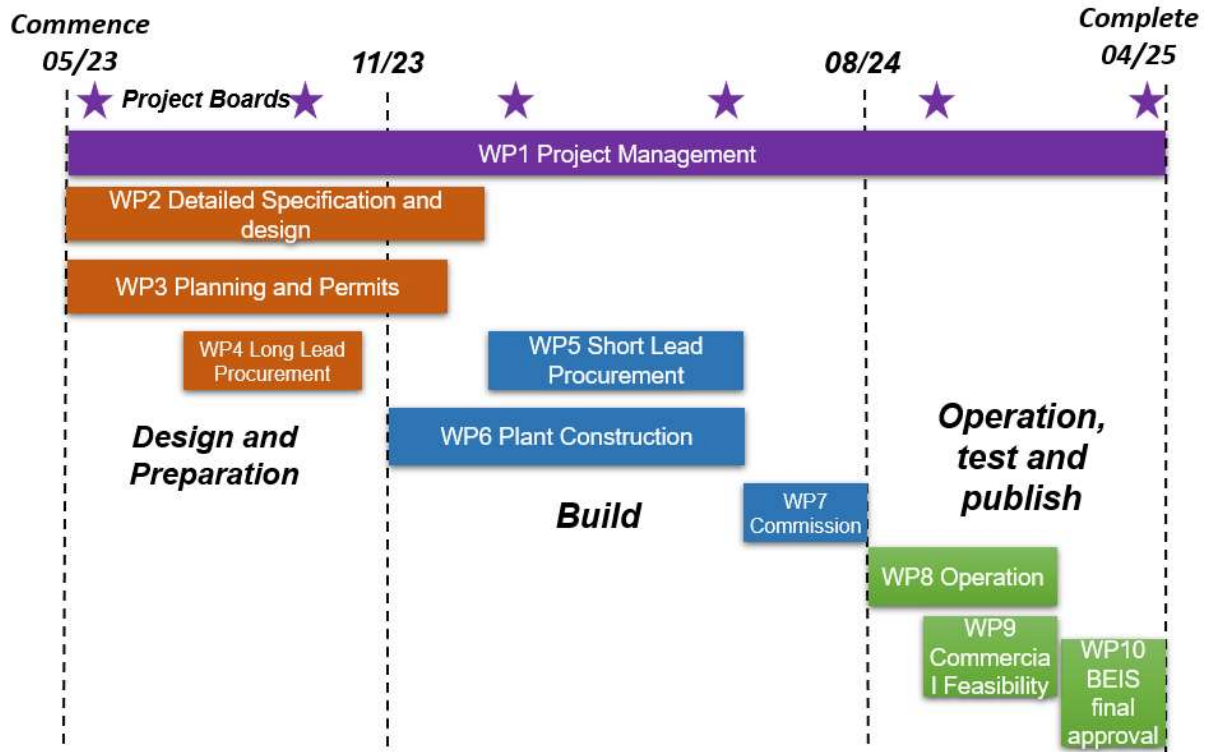 Commence
05/23
11/23
08/24
Complete
04/25
Project Boards
WP1 Project Management
WP2 Detailed Specification and
design
WP3 Planning and Permits
WP4 Long Lead
Procurement
WP5 Short Lead
Procurement
WP6 Plant Construction
Design and
Preparation
Operation,
test and
publish
Build
WP7
Commission
WP8 Operation
WP9
Commercia
l Feasibility
WP10
BEIS
final
approval